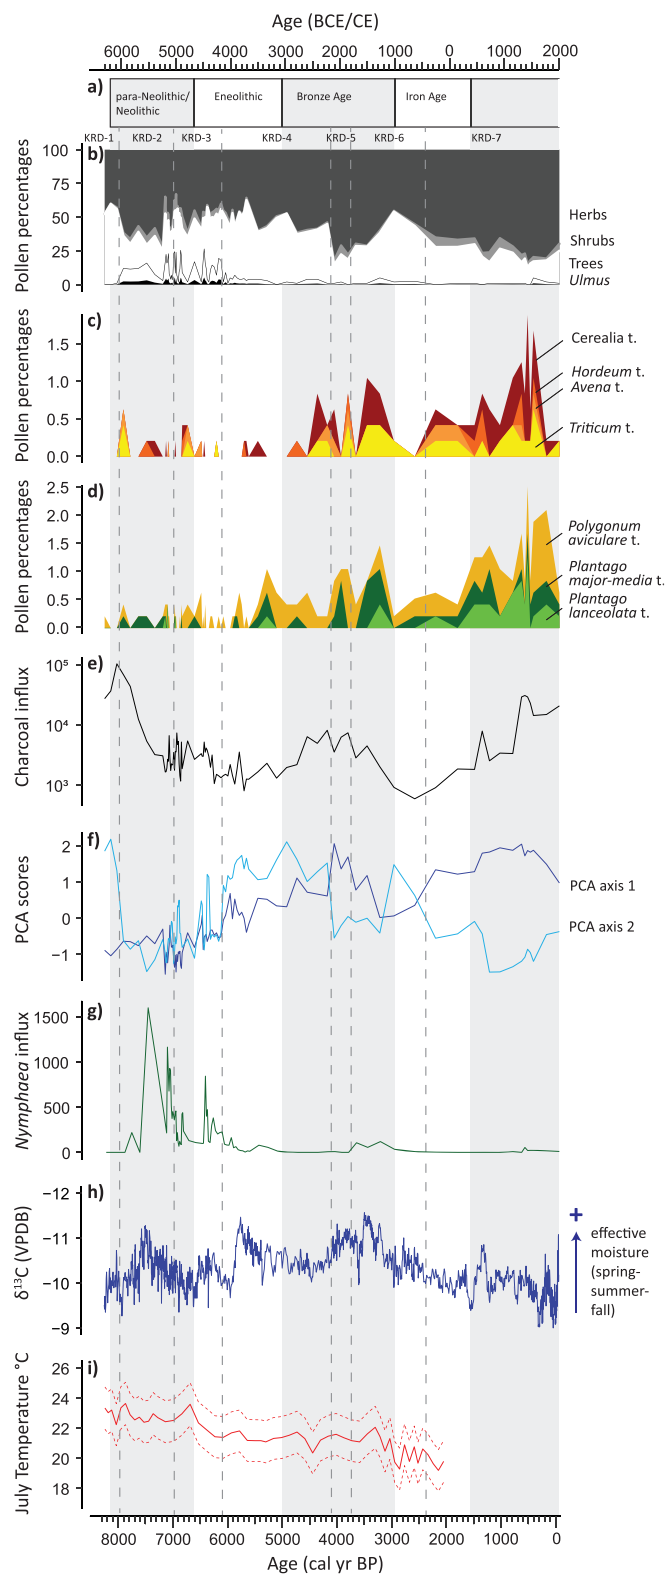 Age (BCE/CE)
6000 5000 4000 3000 2000 1000 0 1000 2000
a)
para-Neolithic/
Neolithic
Eneolithic
Bronze Age
Iron Age
KRD-1 KRD-2 KRD-3 KRD-4 KRD-5 KRD-6 KRD-7
b)
Pollen percentages
100
75
50
25
0
Herbs
Shrubs
Trees
Ulmus
c)
Pollen percentages
1.5
1.0
0.5
0.0
Cerealia t.
Hordeum t.
Avena t.
Triticum t.
d)
Pollen percentages
2.5
2.0
1.5
1.0
0.5
0.0
Polygonum
aviculare t.
Plantago
major-media t.
Plantago
lanceolata t.
e)
Charcoal influx
10⁵
10⁴
10³
f)
PCA scores
2
1
0
−1
PCA axis 1
PCA axis 2
g)
Nymphaea influx
1500
1000
500
0
h)
δ¹³C (VPDB)
−12
−11
−10
−9
+
effective
moisture
(spring-
summer-
fall)
i)
July Temperature °C
26
24
22
20
18
8000 7000 6000 5000 4000 3000 2000 1000 0
Age (cal yr BP)